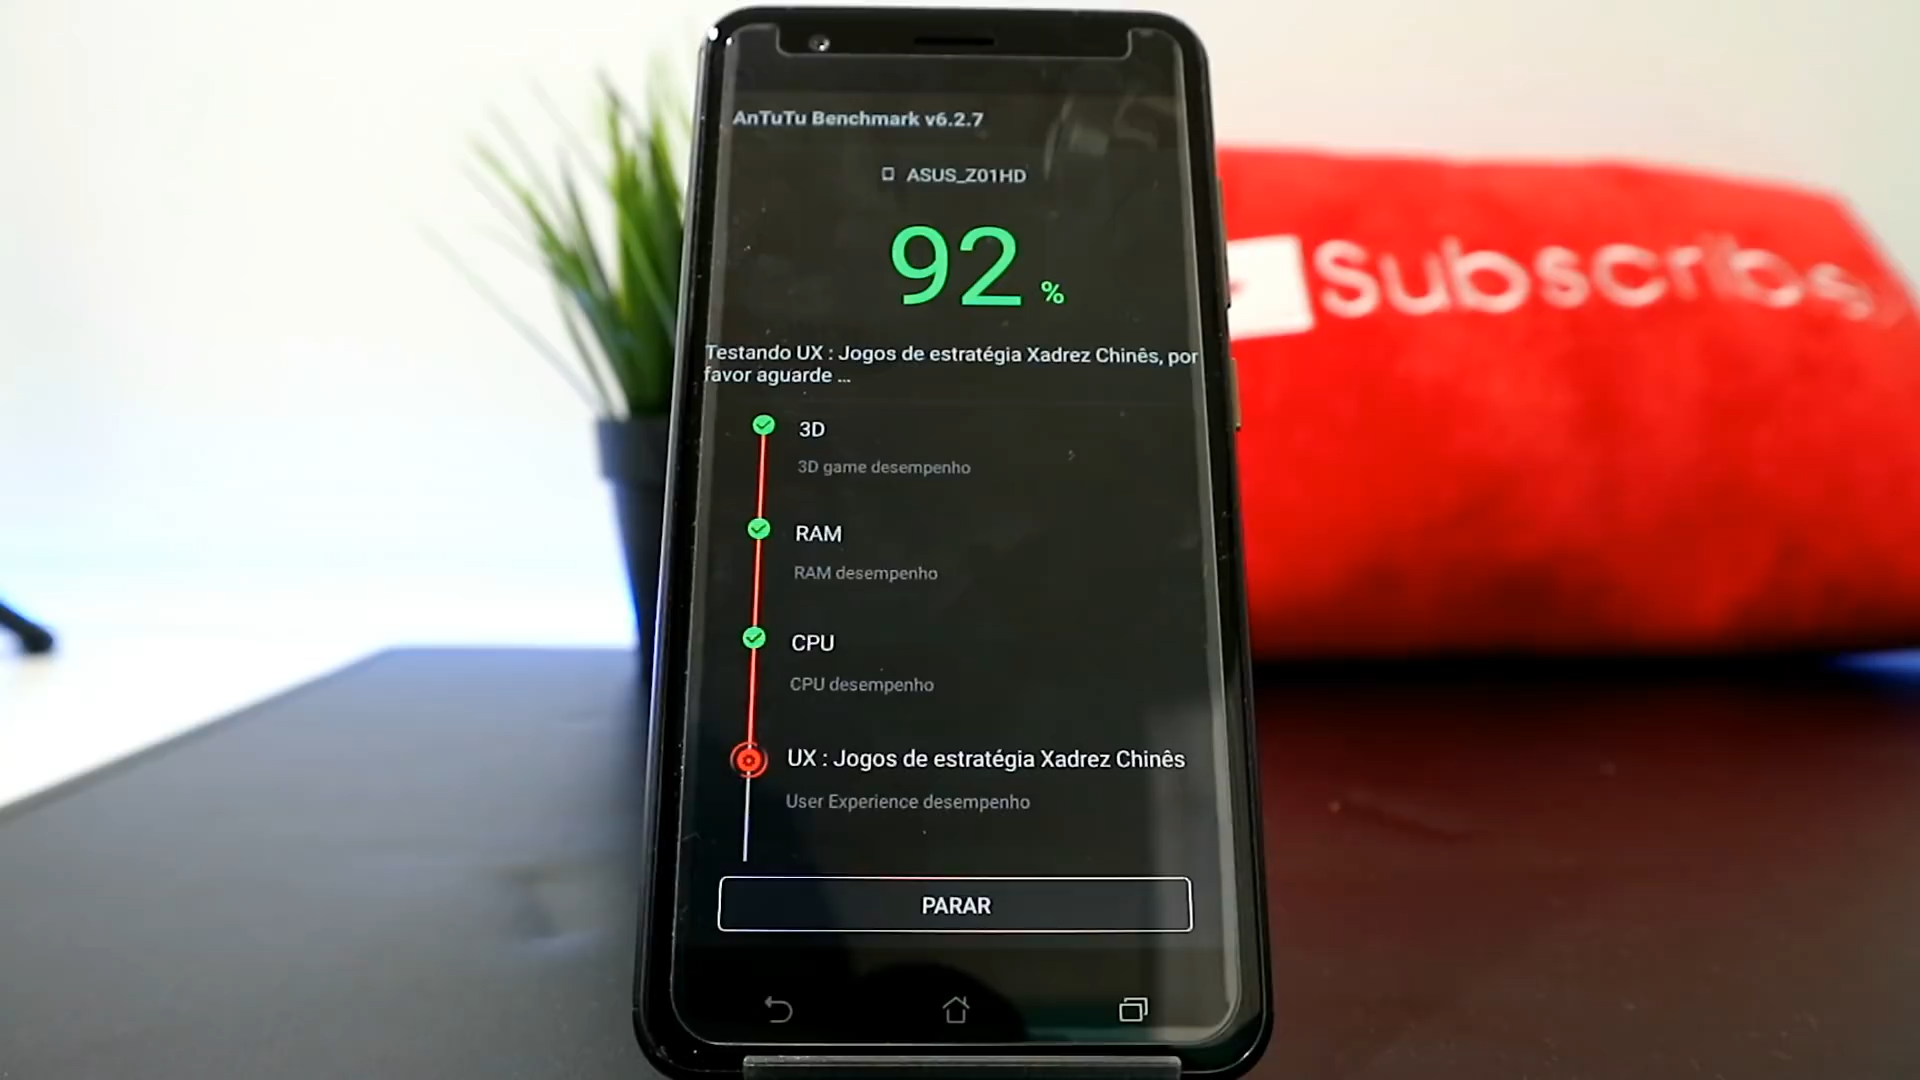 AnTuTu Benchmark v6.2.7
ASUS_Z01HD
92 %
Testando UX : Jogos de estratégia Xadrez Chinês, por
favor aguarde ...
3D
3D game desempenho
RAM
RAM desempenho
CPU
CPU desempenho
UX : Jogos de estratégia Xadrez Chinês
User Experience desempenho
PARAR
Subscribe